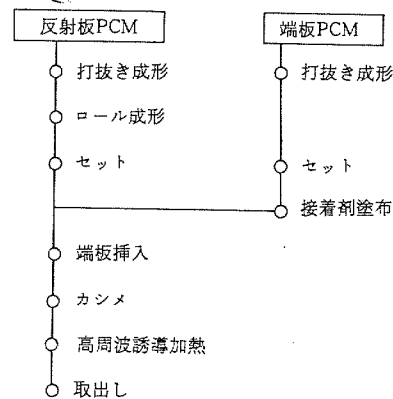 反射板PCM
端板PCM
打抜き成形
打抜き成形
ロール成形
セット
セット
接着剤塗布
端板挿入
カシメ
高周波誘導加熱
取出し